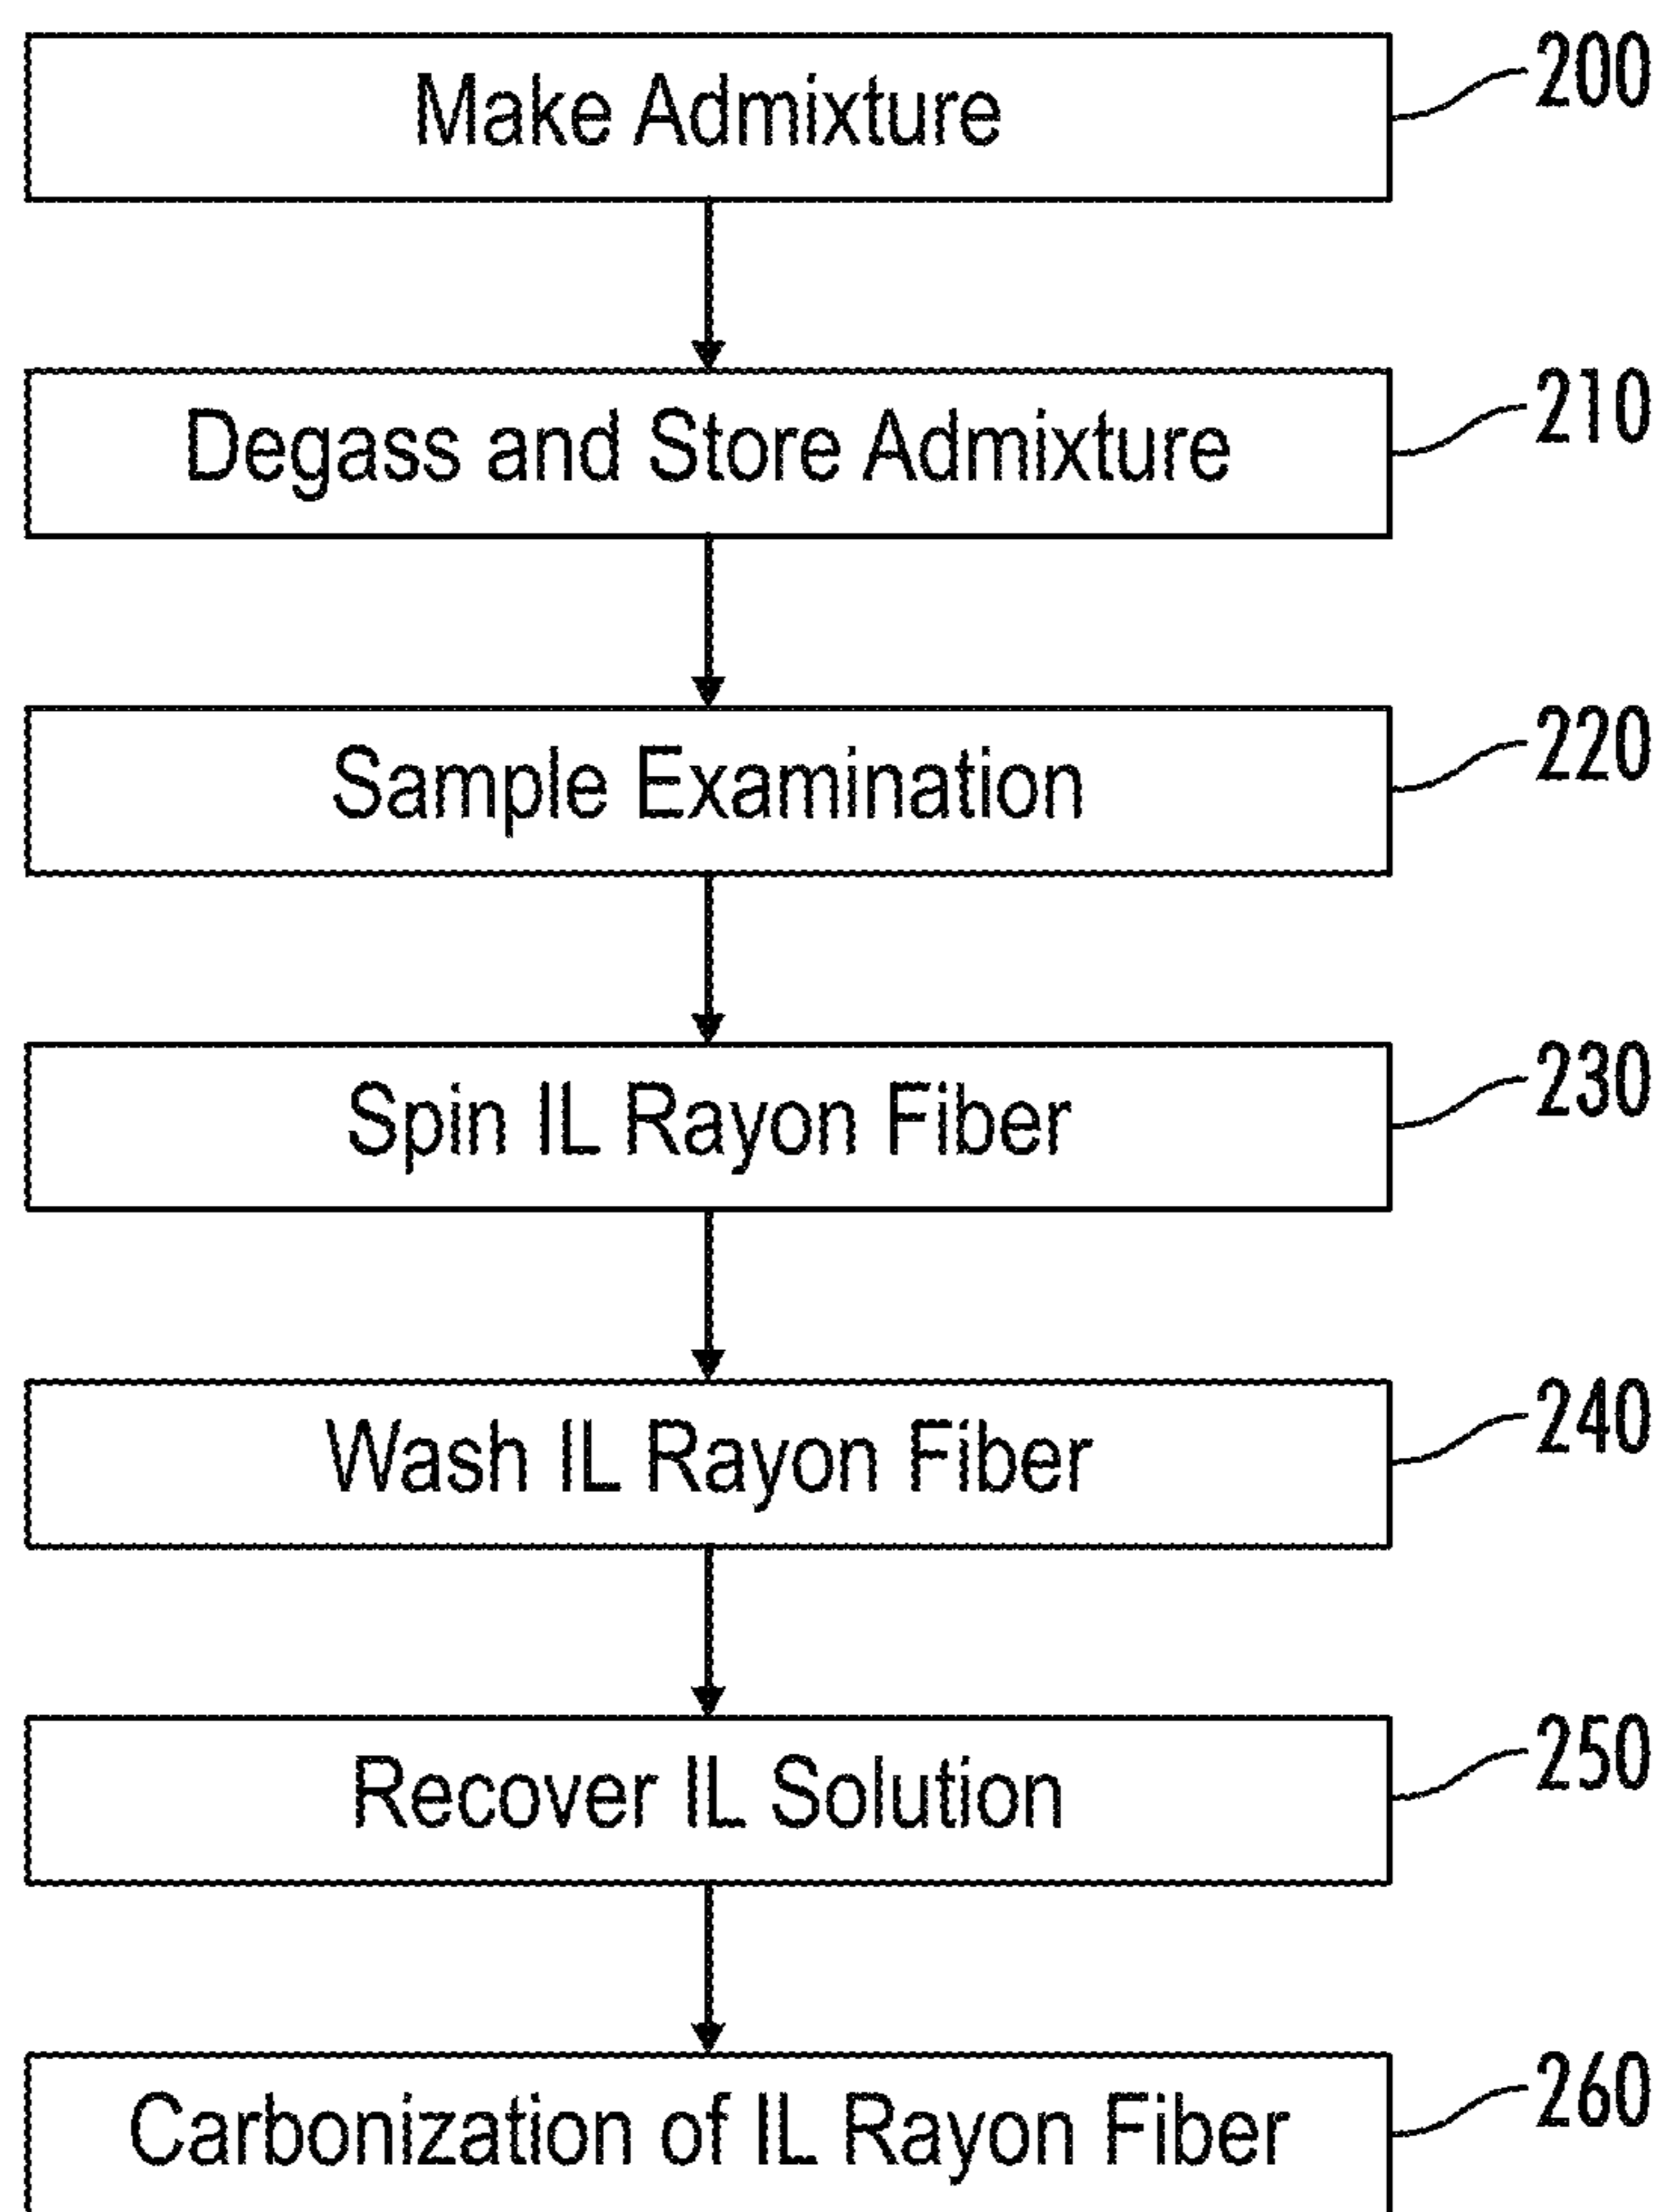 Make Admixture
200
Degass and Store Admixture
210
Sample Examination
220
Spin IL Rayon Fiber
230
Wash IL Rayon Fiber
240
Recover IL Solution
250
Carbonization of IL Rayon Fiber
260